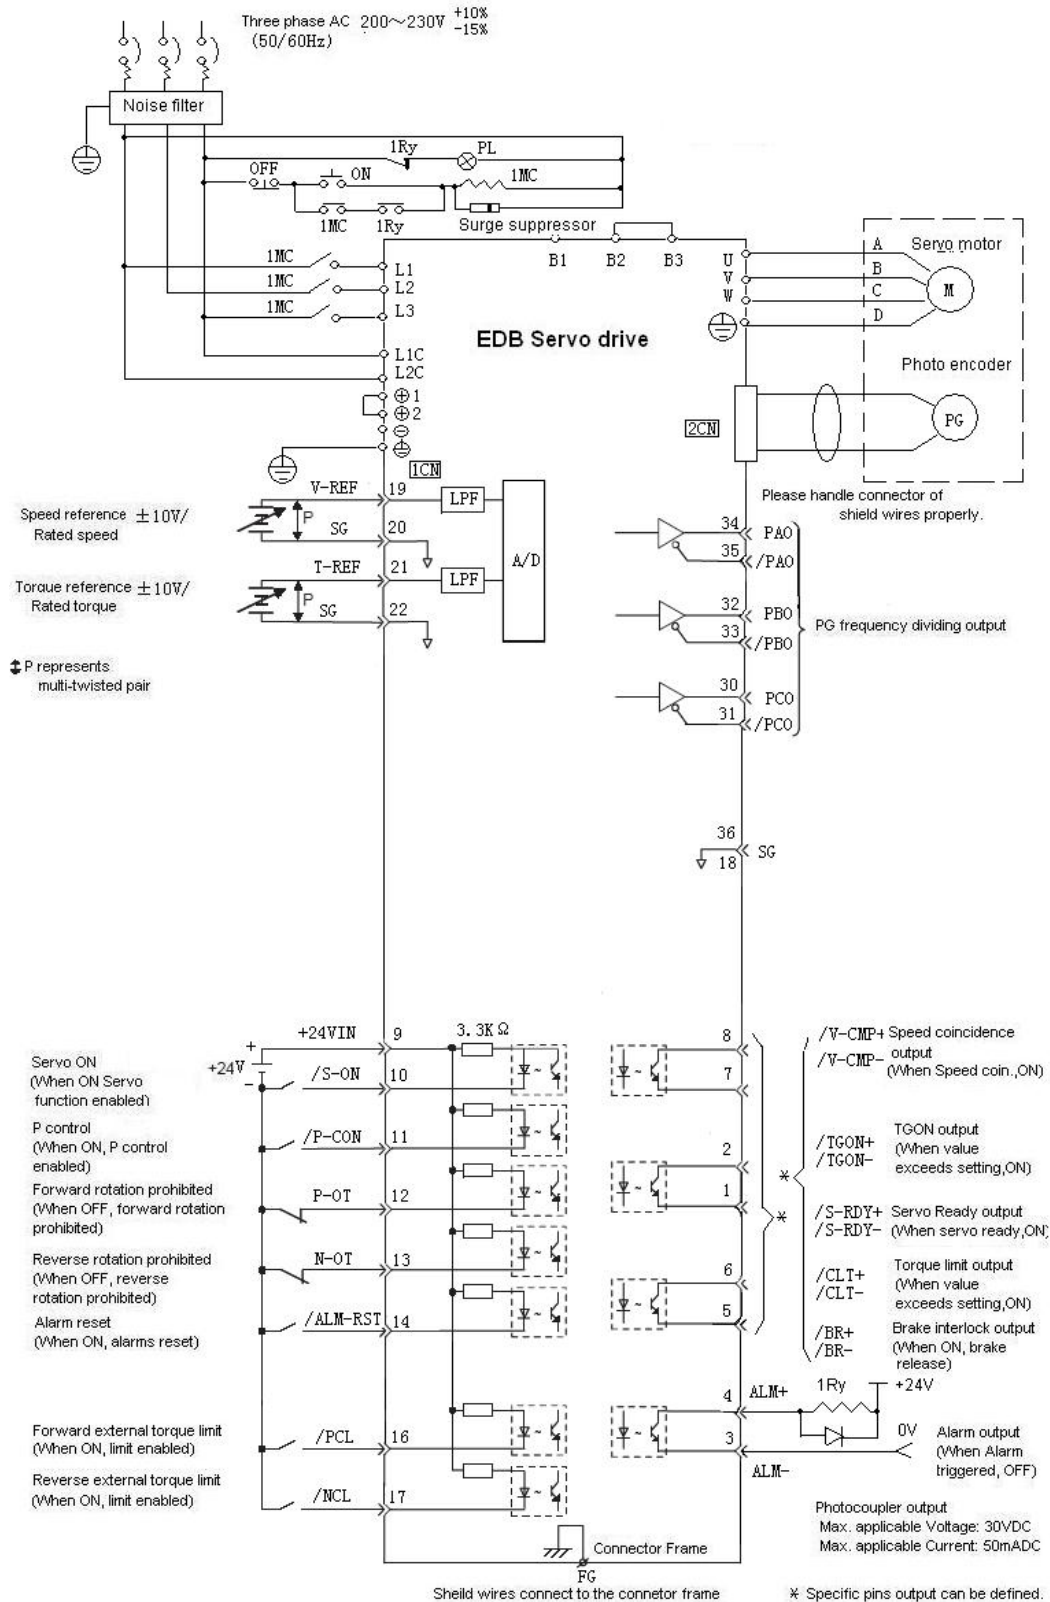 Three phase AC 200～230V +10%
-15%
(50/60Hz)
Noise filter
1Ry
PL
OFF
ON
1MC
1MC
1Ry
Surge suppressor
B1
B2
B3
1MC
1MC
1MC
L1
L2
L3
L1C
L2C
⊕1
⊕2
⊖
U
V
W
A
B
C
D
Servo motor
M
EDB Servo drive
Photo encoder
PG
2CN
1CN
Please handle connector of
shield wires properly.
Speed reference ±10V/
Rated speed
V-REF
19
P
SG
20
LPF
A/D
Torque reference ±10V/
Rated torque
T-REF
21
P
SG
22
LPF
P represents
multi-twisted pair
34
PAO
35
/PAO
32
PBO
33
/PBO
30
PCO
31
/PCO
PG frequency dividing output
36
18
SG
+24VIN
9
3.3KΩ
+
+24V
−
Servo ON
(When ON Servo
function enabled)
/S-ON
10
P control
(When ON, P control
enabled)
/P-CON
11
Forward rotation prohibited
(When OFF, forward rotation
prohibited)
P-OT
12
Reverse rotation prohibited
(When OFF, reverse
rotation prohibited)
N-OT
13
Alarm reset
(When ON, alarms reset)
/ALM-RST
14
Forward external torque limit
(When ON, limit enabled)
/PCL
16
Reverse external torque limit
(When ON, limit enabled)
/NCL
17
8
7
2
1
6
5
4
3
*
*
/V-CMP+ Speed coincidence
/V-CMP- output
(When Speed coin.,ON)
/TGON+
/TGON-
TGON output
(When value
exceeds setting,ON)
/S-RDY+ Servo Ready output
/S-RDY- (When servo ready,ON)
/CLT+
/CLT-
Torque limit output
(When value
exceeds setting,ON)
/BR+
/BR-
Brake interlock output
(When ON, brake
release)
ALM+
1Ry
+24V
0V
ALM-
Alarm output
(When Alarm
triggered, OFF)
Photocoupler output
Max. applicable Voltage: 30VDC
Max. applicable Current: 50mADC
Connector Frame
FG
Sheild wires connect to the connetor frame
* Specific pins output can be defined.